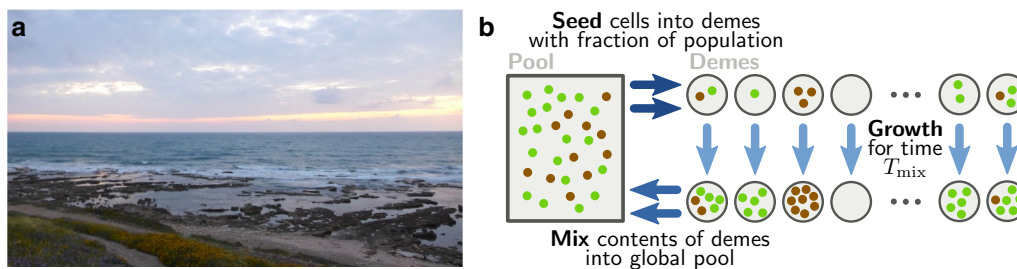 a
b
Seed cells into demes
with fraction of population
Pool
Demes
Growth
for time
T_mix
Mix contents of demes
into global pool